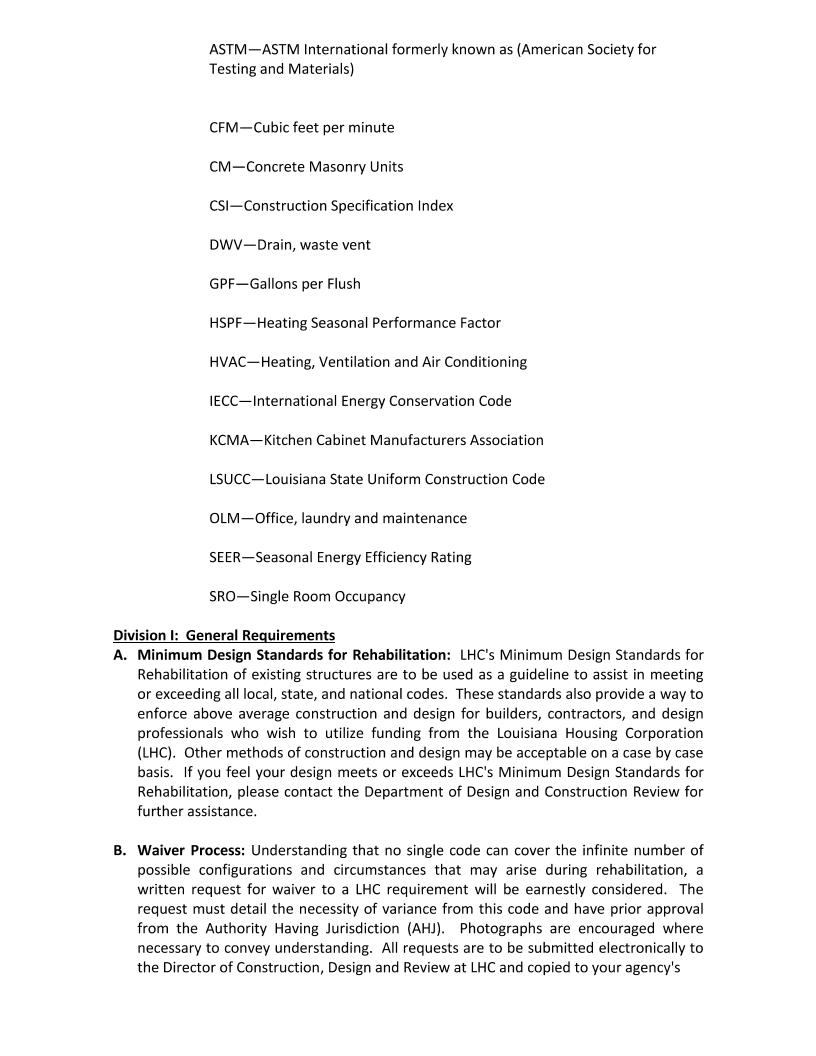 ASTM—ASTM International formerly known as (American Society for
Testing and Materials)
CFM—Cubic feet per minute
CM—Concrete Masonry Units
CSI—Construction Specification Index
DWV—Drain, waste vent
GPF—Gallons per Flush
HSPF—Heating Seasonal Performance Factor
HVAC—Heating, Ventilation and Air Conditioning
IECC—International Energy Conservation Code
KCMA—Kitchen Cabinet Manufacturers Association
LSUCC—Louisiana State Uniform Construction Code
OLM—Office, laundry and maintenance
SEER—Seasonal Energy Efficiency Rating
SRO—Single Room Occupancy
Division I:  General Requirements
A. Minimum Design Standards for Rehabilitation:  LHC's Minimum Design Standards for
Rehabilitation of existing structures are to be used as a guideline to assist in meeting
or exceeding all local, state, and national codes.  These standards also provide a way to
enforce above average construction and design for builders, contractors, and design
professionals who wish to utilize funding from the Louisiana Housing Corporation
(LHC).  Other methods of construction and design may be acceptable on a case by case
basis.  If you feel your design meets or exceeds LHC's Minimum Design Standards for
Rehabilitation, please contact the Department of Design and Construction Review for
further assistance.
B. Waiver Process: Understanding that no single code can cover the infinite number of
possible configurations and circumstances that may arise during rehabilitation, a
written request for waiver to a LHC requirement will be earnestly considered.  The
request must detail the necessity of variance from this code and have prior approval
from the Authority Having Jurisdiction (AHJ).  Photographs are encouraged where
necessary to convey understanding.  All requests are to be submitted electronically to
the Director of Construction, Design and Review at LHC and copied to your agency's